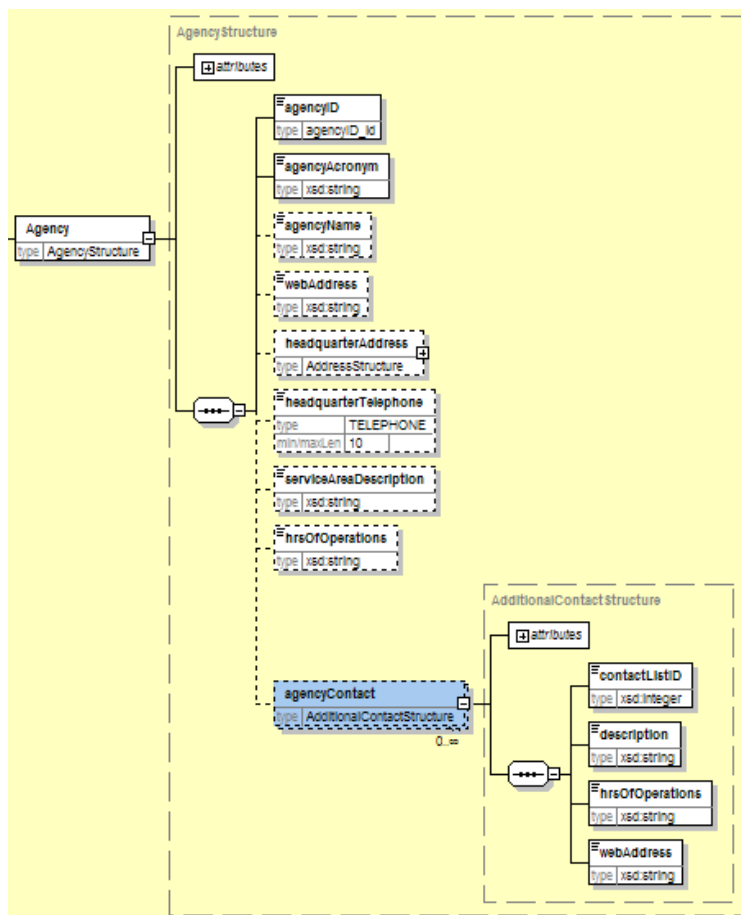 AgencyStructure
attributes
agencyID
type agencyID_id
agencyAcronym
type xsd:string
Agency
type AgencyStructure
agencyName
type xsd:string
webAddress
type xsd:string
headquarterAddress
type AddressStructure
headquarterTelephone
type TELEPHONE
min/maxLen 10
serviceAreaDescription
type xsd:string
hrsOfOperations
type xsd:string
AdditionalContactStructure
attributes
agencyContact
type AdditionalContactStructure
0..∞
contactListID
type xsd:integer
description
type xsd:string
hrsOfOperations
type xsd:string
webAddress
type xsd:string